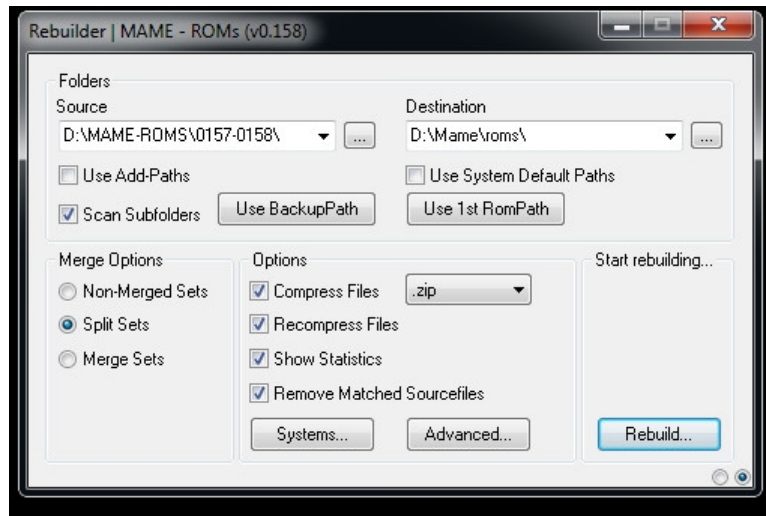 Rebuilder | MAME - ROMs (v0.158)
Folders
Source
Destination
D:\MAME-ROMS\0157-0158\
...
D:\Mame\roms\
...
Use Add-Paths
Use System Default Paths
Scan Subfolders
Use BackupPath
Use 1st RomPath
Merge Options
Options
Start rebuilding...
Non-Merged Sets
Compress Files
.zip
Split Sets
Recompress Files
Merge Sets
Show Statistics
Remove Matched Sourcefiles
Systems...
Advanced...
Rebuild...